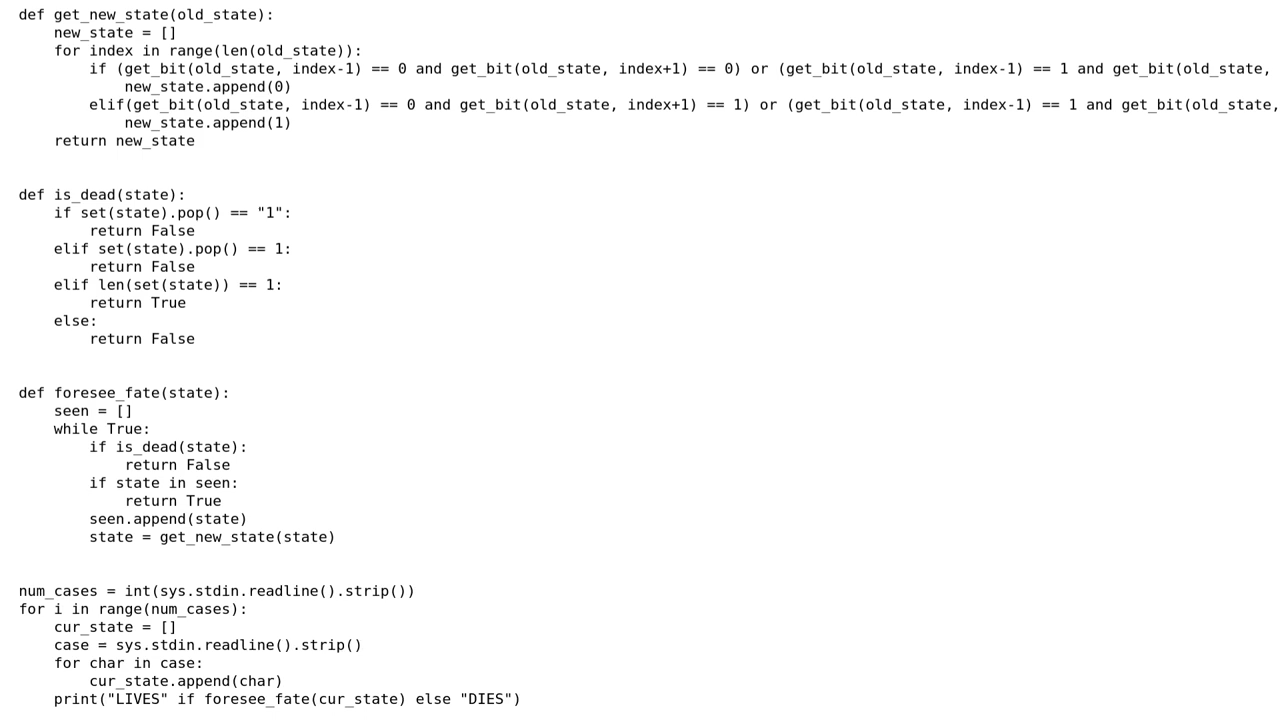 def get_new_state(old_state):
    new_state = []
    for index in range(len(old_state)):
        if (get_bit(old_state, index-1) == 0 and get_bit(old_state, index+1) == 0) or (get_bit(old_state, index-1) == 1 and get_bit(old_state,
            new_state.append(0)
        elif(get_bit(old_state, index-1) == 0 and get_bit(old_state, index+1) == 1) or (get_bit(old_state, index-1) == 1 and get_bit(old_state,
            new_state.append(1)
    return new_state
def is_dead(state):
    if set(state).pop() == "1":
        return False
    elif set(state).pop() == 1:
        return False
    elif len(set(state)) == 1:
        return True
    else:
        return False
def foresee_fate(state):
    seen = []
    while True:
        if is_dead(state):
            return False
        if state in seen:
            return True
        seen.append(state)
        state = get_new_state(state)
num_cases = int(sys.stdin.readline().strip())
for i in range(num_cases):
    cur_state = []
    case = sys.stdin.readline().strip()
    for char in case:
        cur_state.append(char)
    print("LIVES" if foresee_fate(cur_state) else "DIES")